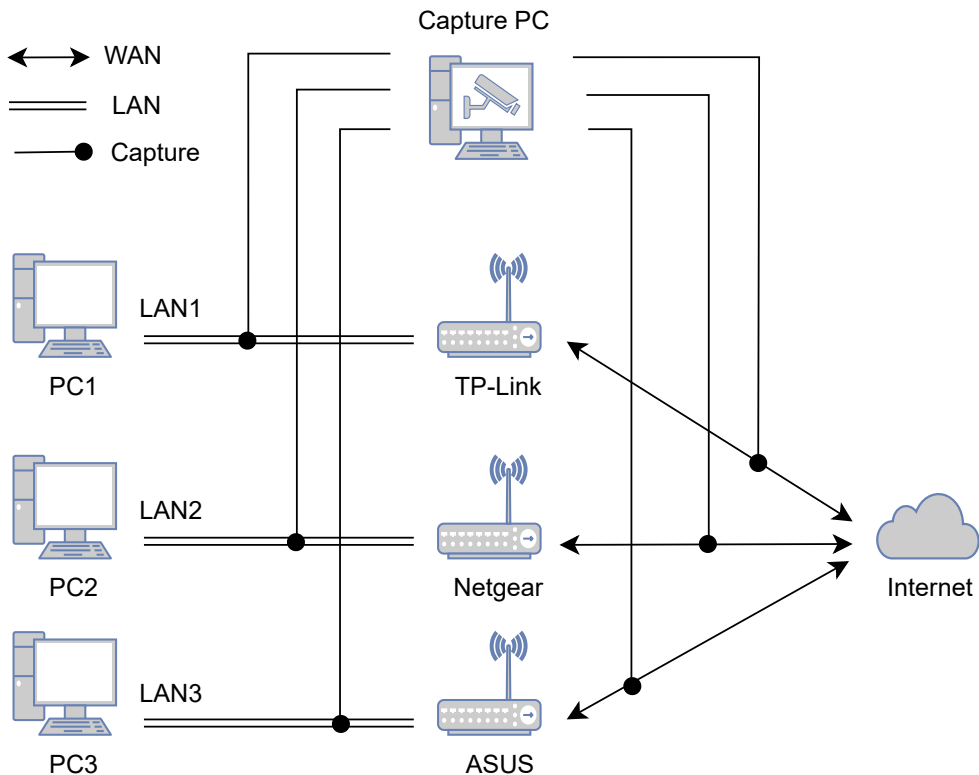 Capture PC
WAN
LAN
Capture
LAN1
PC1
TP-Link
LAN2
PC2
Netgear
Internet
LAN3
PC3
ASUS